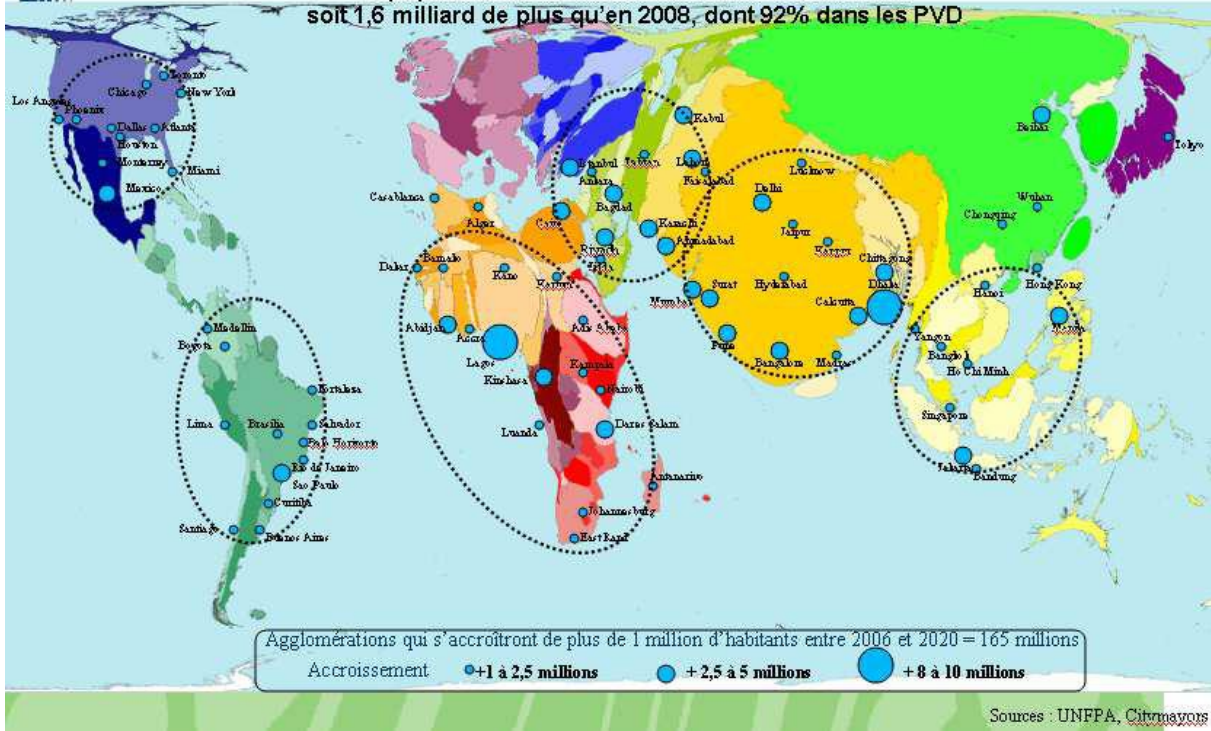 soit 1,6 milliard de plus qu'en 2008, dont 92% dans les PVD
Toronto
Chicago
New York
Los Angeles
Phoenix
Dallas
Atlanta
Houston
Monterrey
Miami
Mexico
Kabul
Beihai
Tokyo
Istanbul
Lahore
Lucknow
Ankara
Faisalabad
Delhi
Casablanca
Bagdad
Wuhan
Alger
Caire
Karachi
Jaipur
Chongqing
Ahmadabad
Kanpur
Riyadh
Dakar
Bamako
Kano
Chittagong
Hyderabad
Dhaka
Hong Kong
Hanoi
Surat
Mumbai
Calcutta
Medellin
Abidjan
Accra
Adis Abeba
Manila
Yangon
Pune
Bogota
Lagos
Bangalore
Madras
Bangkok
Ho Chi Minh
Kampala
Kinshasa
Fortalesa
Nairobi
Singapore
Lima
Brasilia
Salvador
Luanda
Dar es Salam
Belo Horizonte
Rio de Janeiro
Jakarta
Bandung
Sao Paulo
Antananarivo
Curitiba
Johannesburg
Santiago
Buenos Aires
East Rand
Agglomérations qui s'accroîtront de plus de 1 million d'habitants entre 2006 et 2020 = 165 millions
Accroissement +1 à 2,5 millions + 2,5 à 5 millions + 8 à 10 millions
Sources : UNFPA, Citymayors